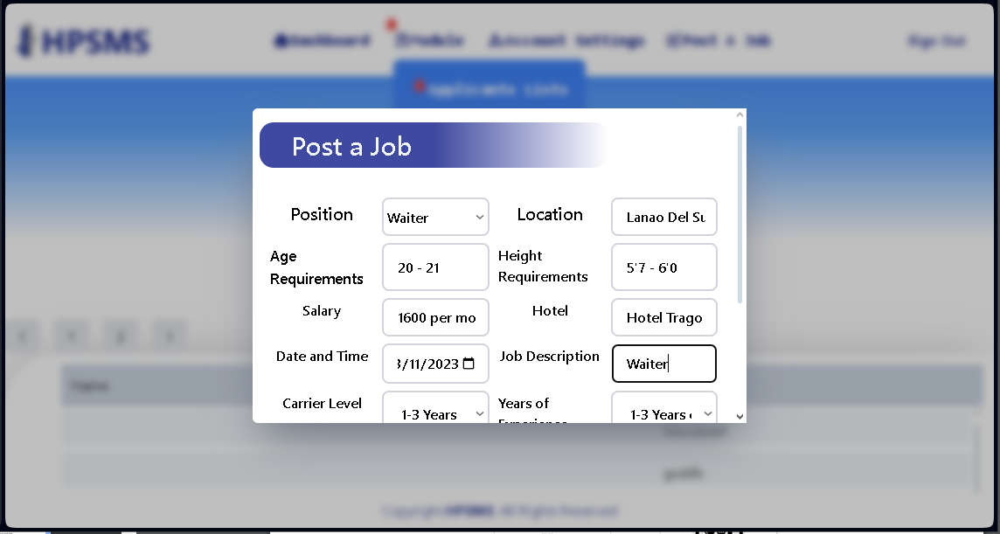 HPSMS
Dashboard Module Account Settings Post A Job Sign Out
Applicants Lists
Post a Job
Position Waiter Location Lanao Del Su
Age Requirements 20 - 21 Height Requirements 5'7 - 6'0
Salary 1600 per mo Hotel Hotel Trago
Date and Time 3/11/2023 Job Description Waiter
Carrier Level 1-3 Years Years of Experience 1-3 Years
1 2
Name
Copyright HPSMS. All Rights Reserved